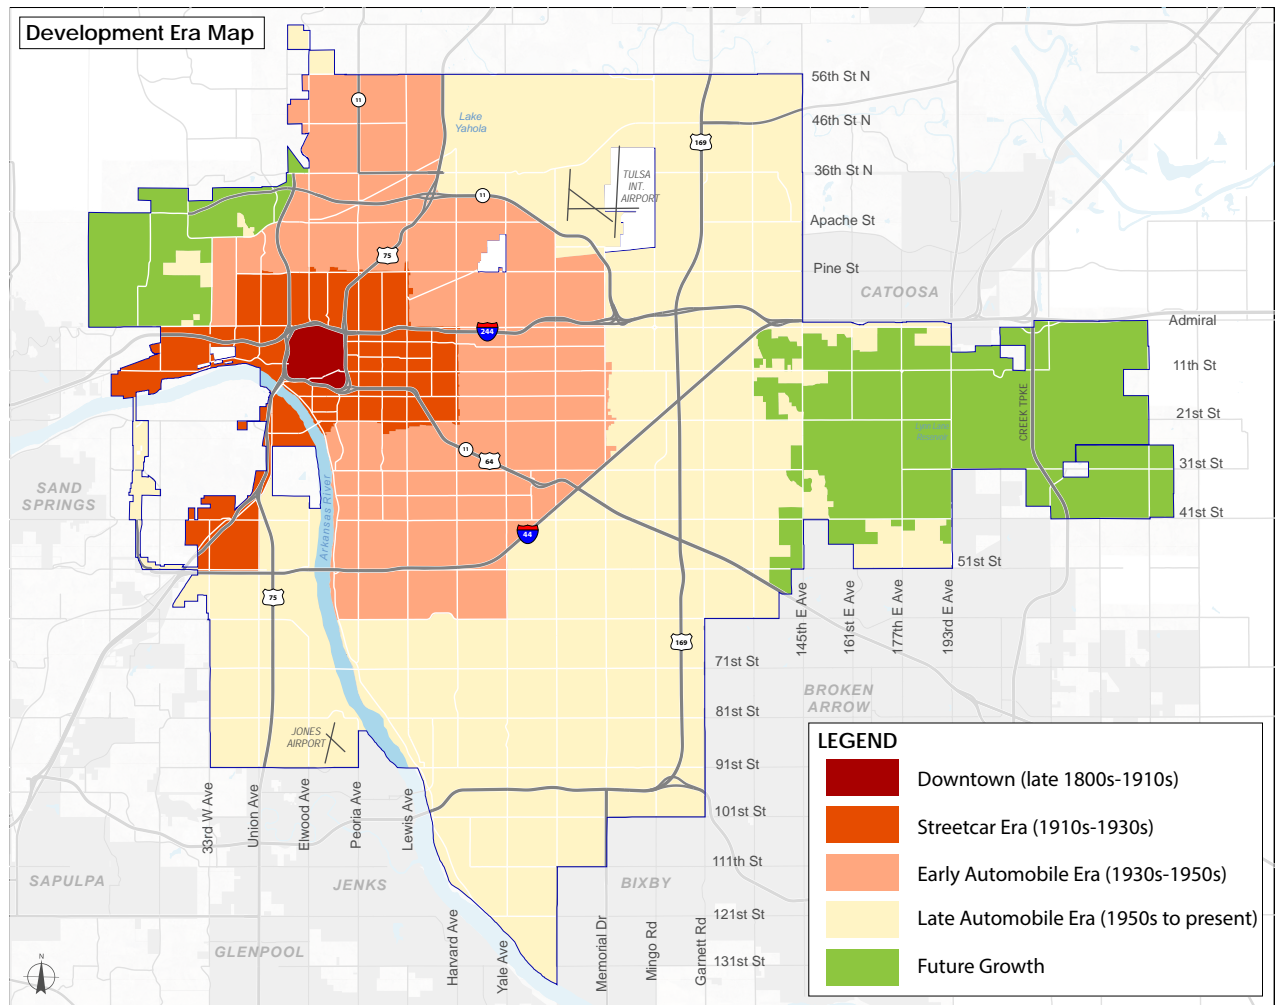 Development Era Map
56th St N
46th St N
36th St N
Apache St
Pine St
CATOOSA
Admiral
11th St
21st St
31st St
41st St
51st St
Lake
Yahola
TULSA
INT.
AIRPORT
11
169
11
75
244
11
64
44
75
169
CREEK TPKE
Arkansas River
SAND
SPRINGS
145th E Ave
161st E Ave
177th E Ave
193rd E Ave
71st St
81st St
91st St
101st St
111th St
121st St
131st St
BROKEN
ARROW
JONES
AIRPORT
33rd W Ave
Union Ave
Elwood Ave
Peoria Ave
Lewis Ave
Harvard Ave
Yale Ave
Memorial Dr
Mingo Rd
Garnett Rd
SAPULPA
JENKS
BIXBY
GLENPOOL
N
LEGEND
Downtown (late 1800s-1910s)
Streetcar Era (1910s-1930s)
Early Automobile Era (1930s-1950s)
Late Automobile Era (1950s to present)
Future Growth